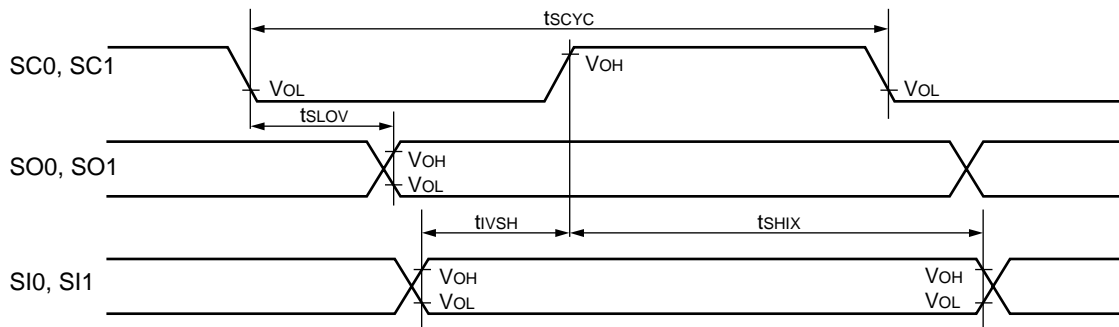 tSCYC
SC0, SC1
VOH
VOL
VOL
tSLOV
SO0, SO1
VOH
VOL
tIVSH
tSHIX
SI0, SI1
VOH
VOH
VOL
VOL